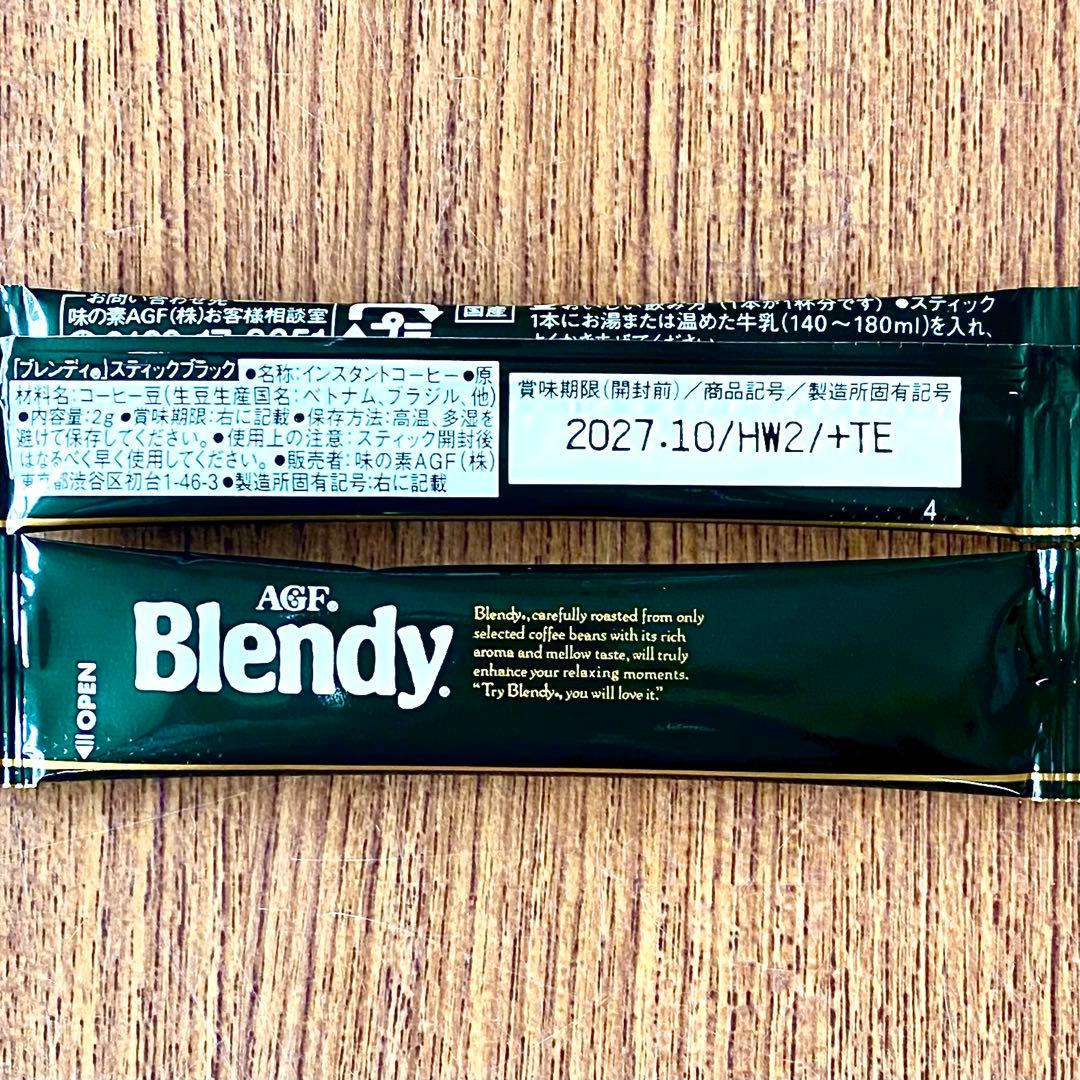 お問い合わせ先
味の素AGF(株)お客様相談室
プラ
国産
(1本が1杯分です) ●スティック
1本にお湯または温めた牛乳(140～180ml)を入れ、
「ブレンディ®」スティックブラック ●名称:インスタントコーヒー ●原
材料名:コーヒー豆(生豆生産国名:ベトナム、ブラジル、他)
●内容量:2g ●賞味期限:右に記載 ●保存方法:高温、多湿を
避けて保存してください。 ●使用上の注意:スティック開封後
はなるべく早く使用してください。 ●販売者:味の素AGF(株)
東京都渋谷区初台1-46-3 ●製造所固有記号:右に記載
賞味期限(開封前)/商品記号/製造所固有記号
2027.10/HW2/+TE
4
OPEN
AGF®
Blendy®
Blendy®, carefully roasted from only
selected coffee beans with its rich
aroma and mellow taste, will truly
enhance your relaxing moments.
"Try Blendy®, you will love it."